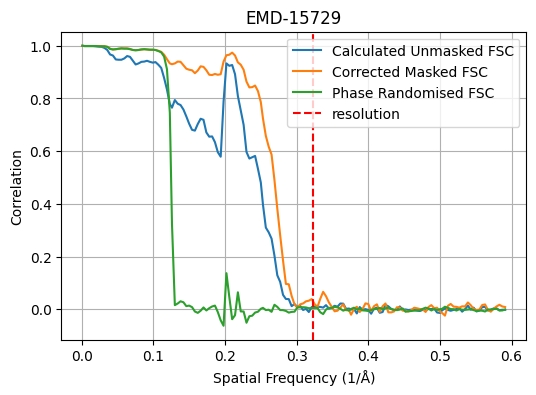 EMD-15729
Calculated Unmasked FSC
Corrected Masked FSC
Phase Randomised FSC
resolution
Correlation
1.0
0.8
0.6
0.4
0.2
0.0
0.0 0.1 0.2 0.3 0.4 0.5 0.6
Spatial Frequency (1/Å)